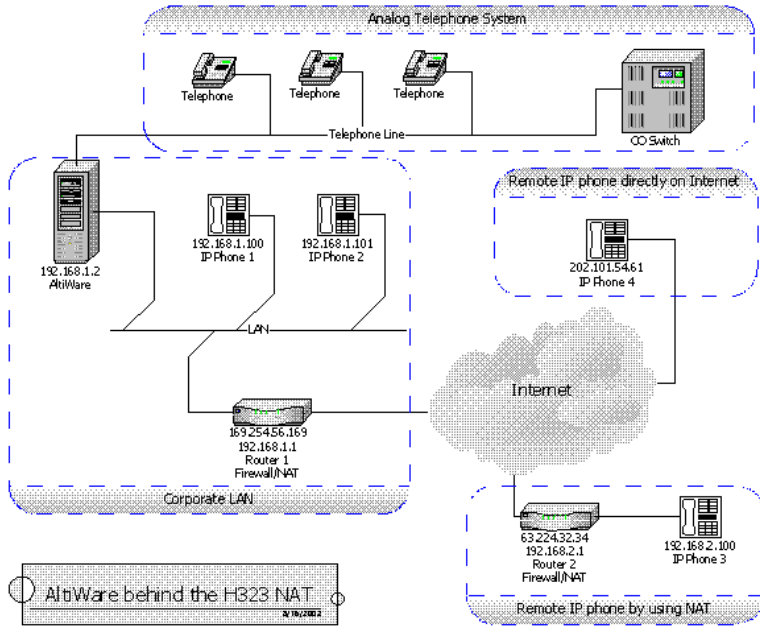 Analog Telephone System
Telephone
Telephone
Telephone
Telephone Line
CO Switch
192.168.1.2
AltiWare
192.168.1.100
IP Phone 1
192.168.1.101
IP Phone 2
LAN
169.254.56.169
192.168.1.1
Router 1
Firewall/NAT
Corporate LAN
Remote IP phone directly on Internet
202.101.54.61
IP Phone 4
Internet
63.224.32.34
192.168.2.1
Router 2
Firewall/NAT
192.168.2.100
IP Phone 3
Remote IP phone by using NAT
AltiWare behind the H323 NAT